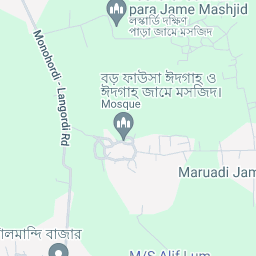 para Jame Mashjid
লস্কার্ডি দক্ষিণ
পাড়া জামে মসজিদ
Monohordi - Langordi Rd
বড় ফাউসা ঈদগাহ ও
ঈদগাহ জামে মসজিদ।
Mosque
Maruadi Jam
ালমান্দি বাজার
M/S Alif Lum